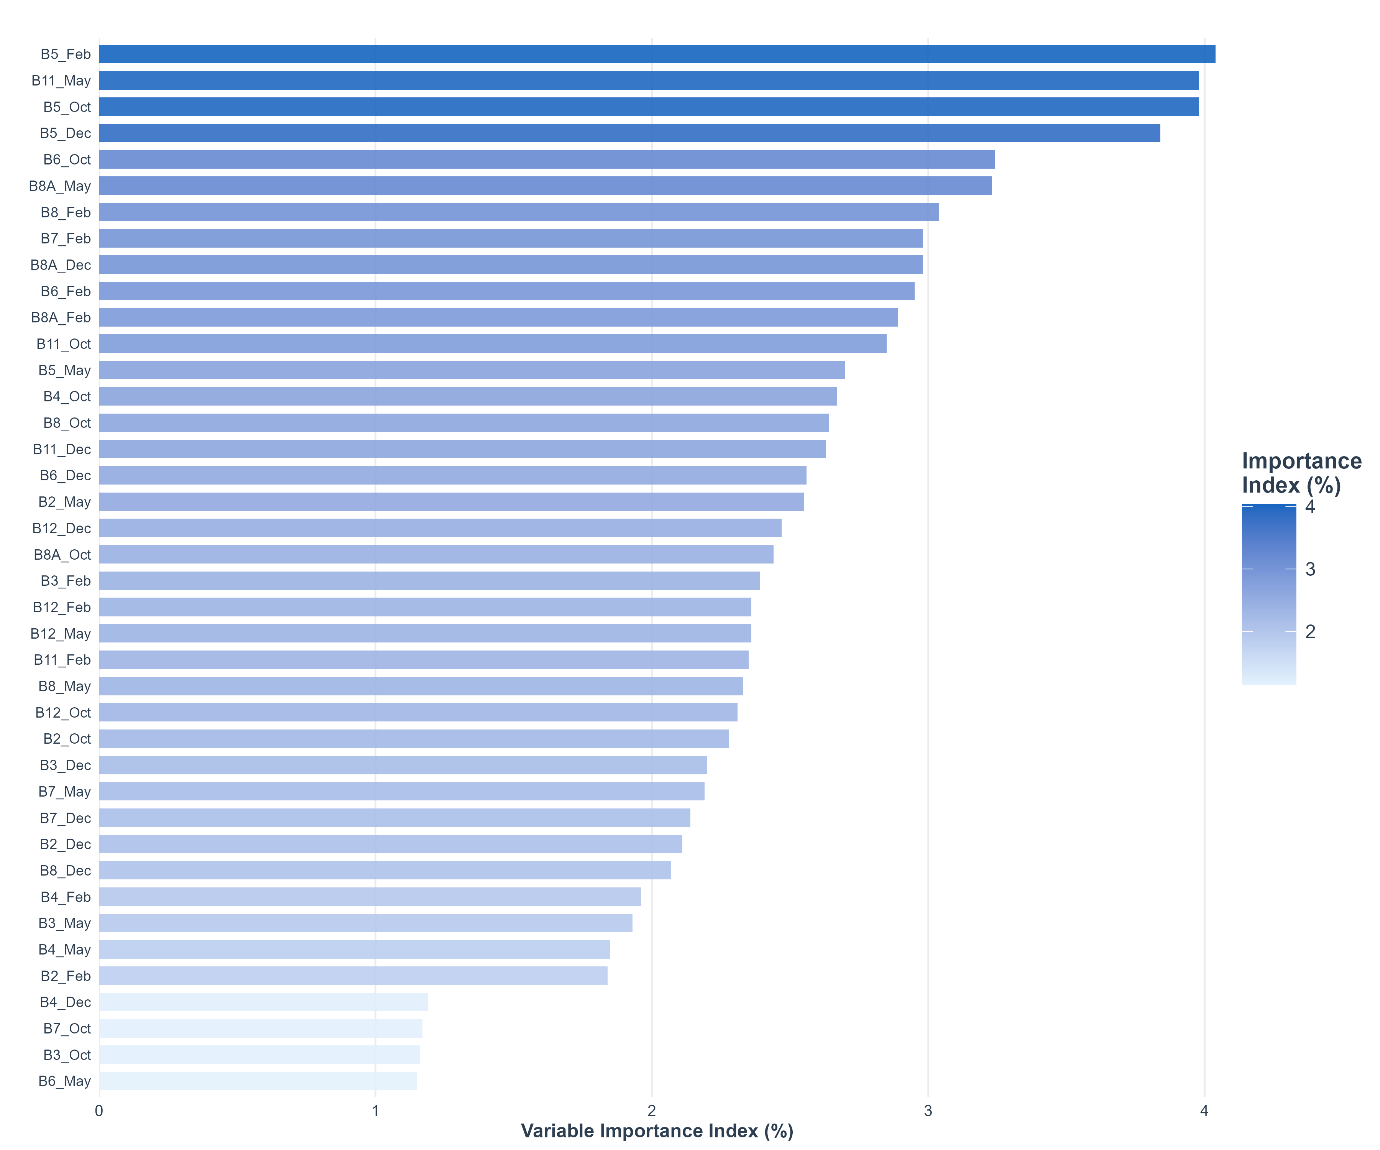 B5_Feb
B11_May
B5_Oct
B5_Dec
B6_Oct
B8A_May
B8_Feb
B7_Feb
B8A_Dec
B6_Feb
B8A_Feb
B11_Oct
B5_May
B4_Oct
B8_Oct
B11_Dec
B6_Dec
B2_May
B12_Dec
B8A_Oct
B3_Feb
B12_Feb
B12_May
B11_Feb
B8_May
B12_Oct
B2_Oct
B3_Dec
B7_May
B7_Dec
B2_Dec
B8_Dec
B4_Feb
B3_May
B4_May
B2_Feb
B4_Dec
B7_Oct
B3_Oct
B6_May
0 1 2 3 4
Variable Importance Index (%)
Importance
Index (%)
4
3
2